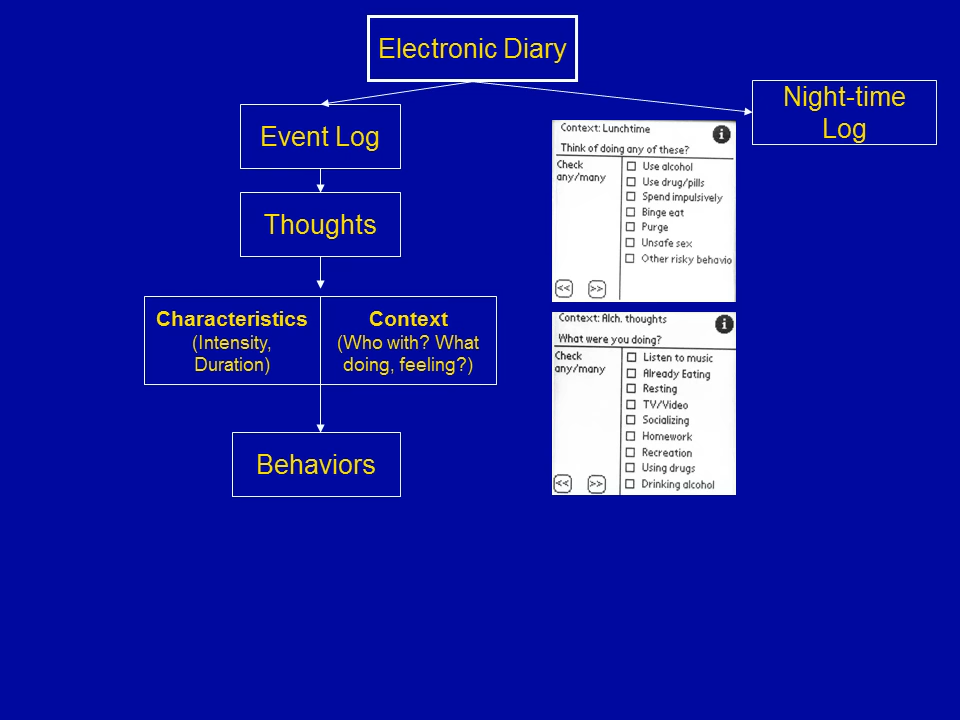 Electronic Diary
Night-time
Log
Event Log
Thoughts
Characteristics
(Intensity,
Duration)
Context
(Who with? What
doing, feeling?)
Behaviors
Context: Lunchtime
i
Think of doing any of these?
Check
any/many
Use alcohol
Use drug/pills
Spend impulsively
Binge eat
Purge
Unsafe sex
Other risky behavio
<< >>
Context: Alch. thoughts
i
What were you doing?
Check
any/many
Listen to music
Already Eating
Resting
TV/Video
Socializing
Homework
Recreation
Using drugs
Drinking alcohol
<< >>